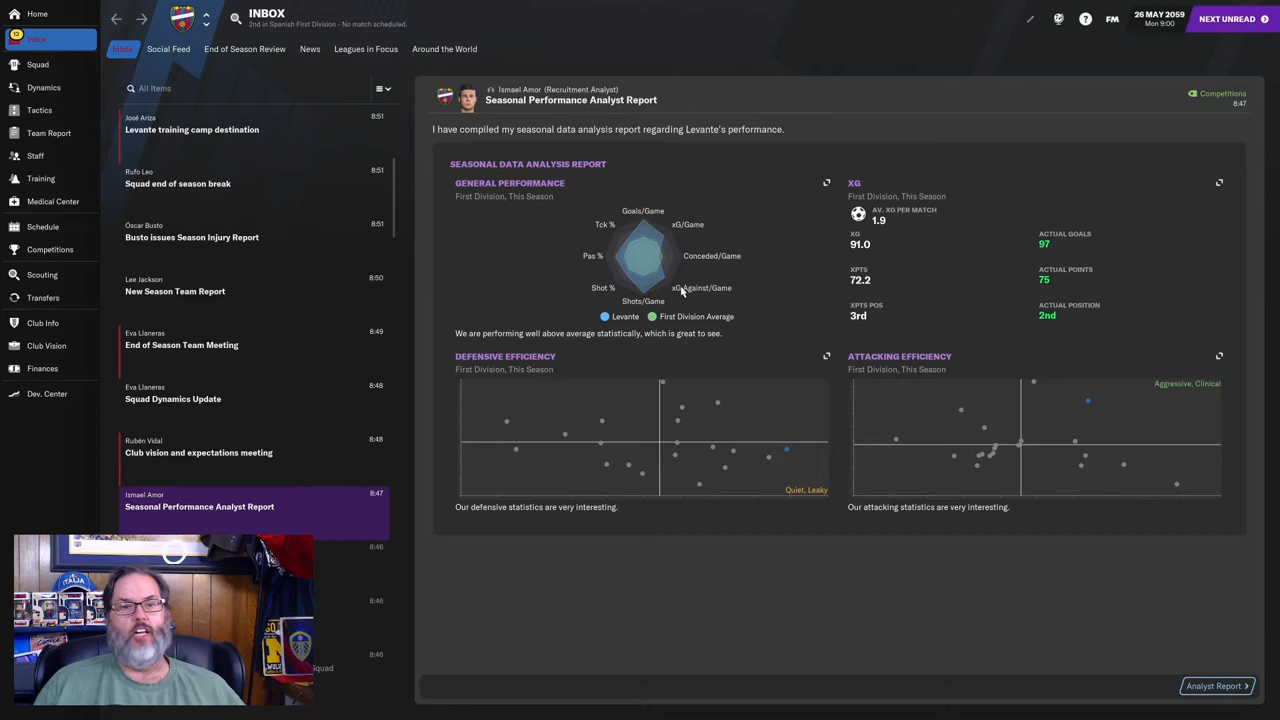 Home
13
Inbox
Squad
Dynamics
Tactics
Team Report
Staff
Training
Medical Center
Schedule
Competitions
Scouting
Transfers
Club Info
Club Vision
Finances
Dev. Center
INBOX
2nd in Spanish First Division - No match scheduled.
FM
26 MAY 2059
Mon 9:00
NEXT UNREAD
Inbox
Social Feed
End of Season Review
News
Leagues in Focus
Around the World
All Items
José Ariza
8:51
Levante training camp destination
Rufo Leo
8:51
Squad end of season break
Óscar Busto
8:51
Busto issues Season Injury Report
Lee Jackson
8:50
New Season Team Report
Eva Llaneras
8:49
End of Season Team Meeting
Eva Llaneras
8:48
Squad Dynamics Update
Rubén Vidal
8:48
Club vision and expectations meeting
Ismael Amor
8:47
Seasonal Performance Analyst Report
8:46
8:46
8:46
Squad
ITALIA
Ismael Amor (Recruitment Analyst)
Seasonal Performance Analyst Report
Competitions
8:47
I have compiled my seasonal data analysis report regarding Levante's performance.
SEASONAL DATA ANALYSIS REPORT
GENERAL PERFORMANCE
First Division, This Season
Goals/Game
Tck %
xG/Game
Pas %
Conceded/Game
Shot %
xG Against/Game
Shots/Game
Levante
First Division Average
We are performing well above average statistically, which is great to see.
XG
First Division, This Season
AV. XG PER MATCH
1.9
XG
91.0
ACTUAL GOALS
97
XPTS
72.2
ACTUAL POINTS
75
XPTS POS
3rd
ACTUAL POSITION
2nd
DEFENSIVE EFFICIENCY
First Division, This Season
Quiet, Leaky
Our defensive statistics are very interesting.
ATTACKING EFFICIENCY
First Division, This Season
Aggressive, Clinical
Our attacking statistics are very interesting.
Analyst Report